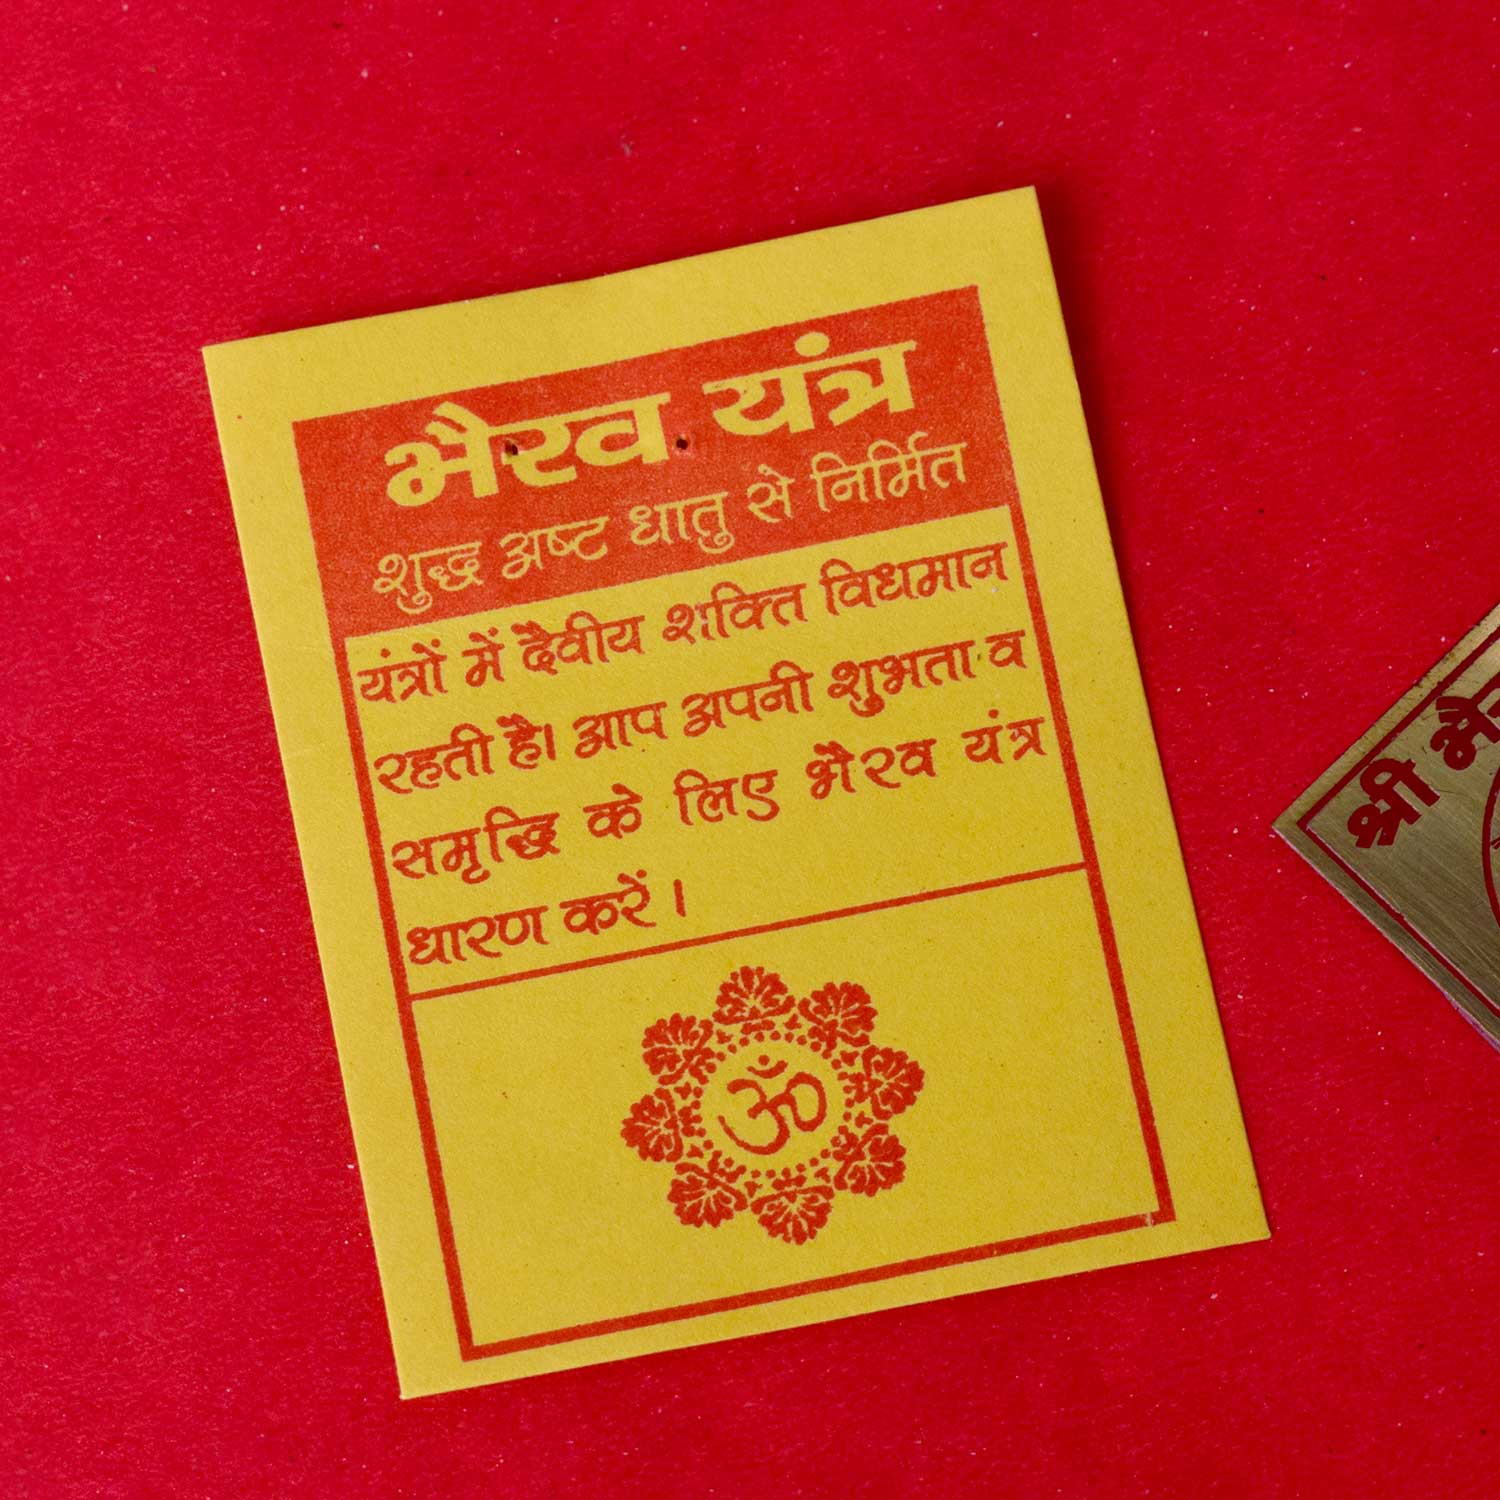 भैरव यंत्र
शुद्ध अष्ट धातु से निर्मित
यंत्रों में दैवीय शक्ति विधमान
रहती है। आप अपनी शुभता व
समृद्धि के लिए भैरव यंत्र
धारण करें ।
ॐ
श्री